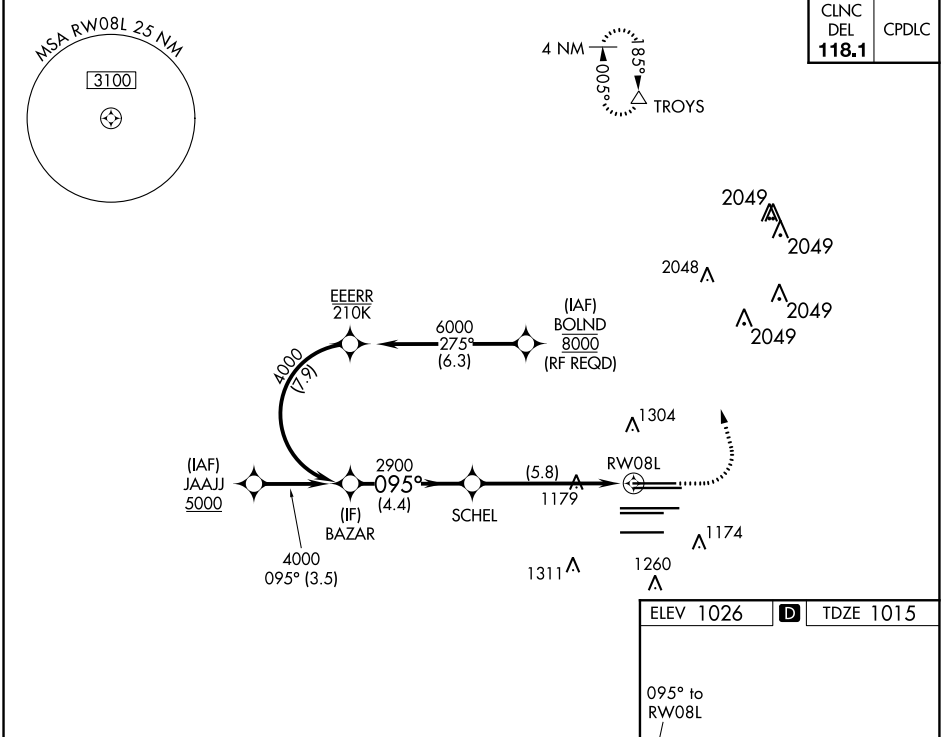 MSA RW08L 25 NM
3100
4 NM
005°
185°
TROYS
CLNC
DEL
118.1
CPDLC
2049
2049
2048
2049
2049
EEERR
210K
6000
275°
(6.3)
(IAF)
BOLND
8000
(RF REQD)
4000
(7.9)
1304
(IAF)
JAAJJ
5000
2900
095°
(4.4)
(IF)
BAZAR
SCHEL
(5.8)
1179
RW08L
4000
095° (3.5)
1311
1260
1174
ELEV 1026
D
TDZE 1015
095° to
RW08L